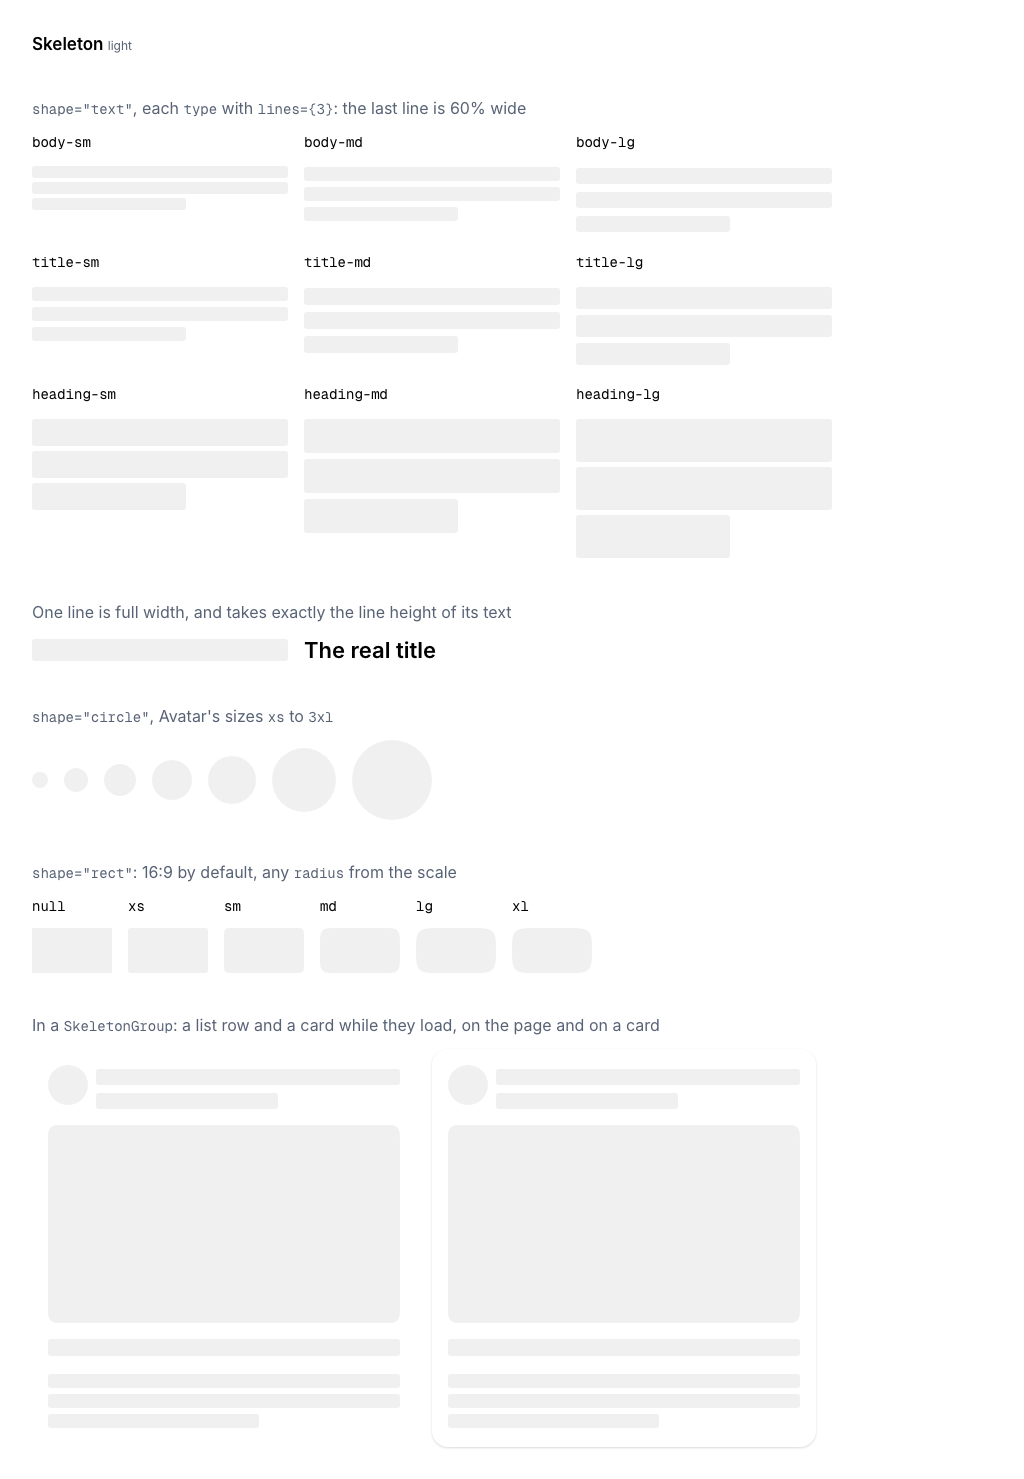 Skeleton light
shape="text", each type with lines={3}: the last line is 60% wide
body-sm body-md body-lg
title-sm title-md title-lg
heading-sm heading-md heading-lg
One line is full width, and takes exactly the line height of its text
The real title
shape="circle", Avatar's sizes xs to 3xl
shape="rect": 16:9 by default, any radius from the scale
null xs sm md lg xl
In a SkeletonGroup: a list row and a card while they load, on the page and on a card